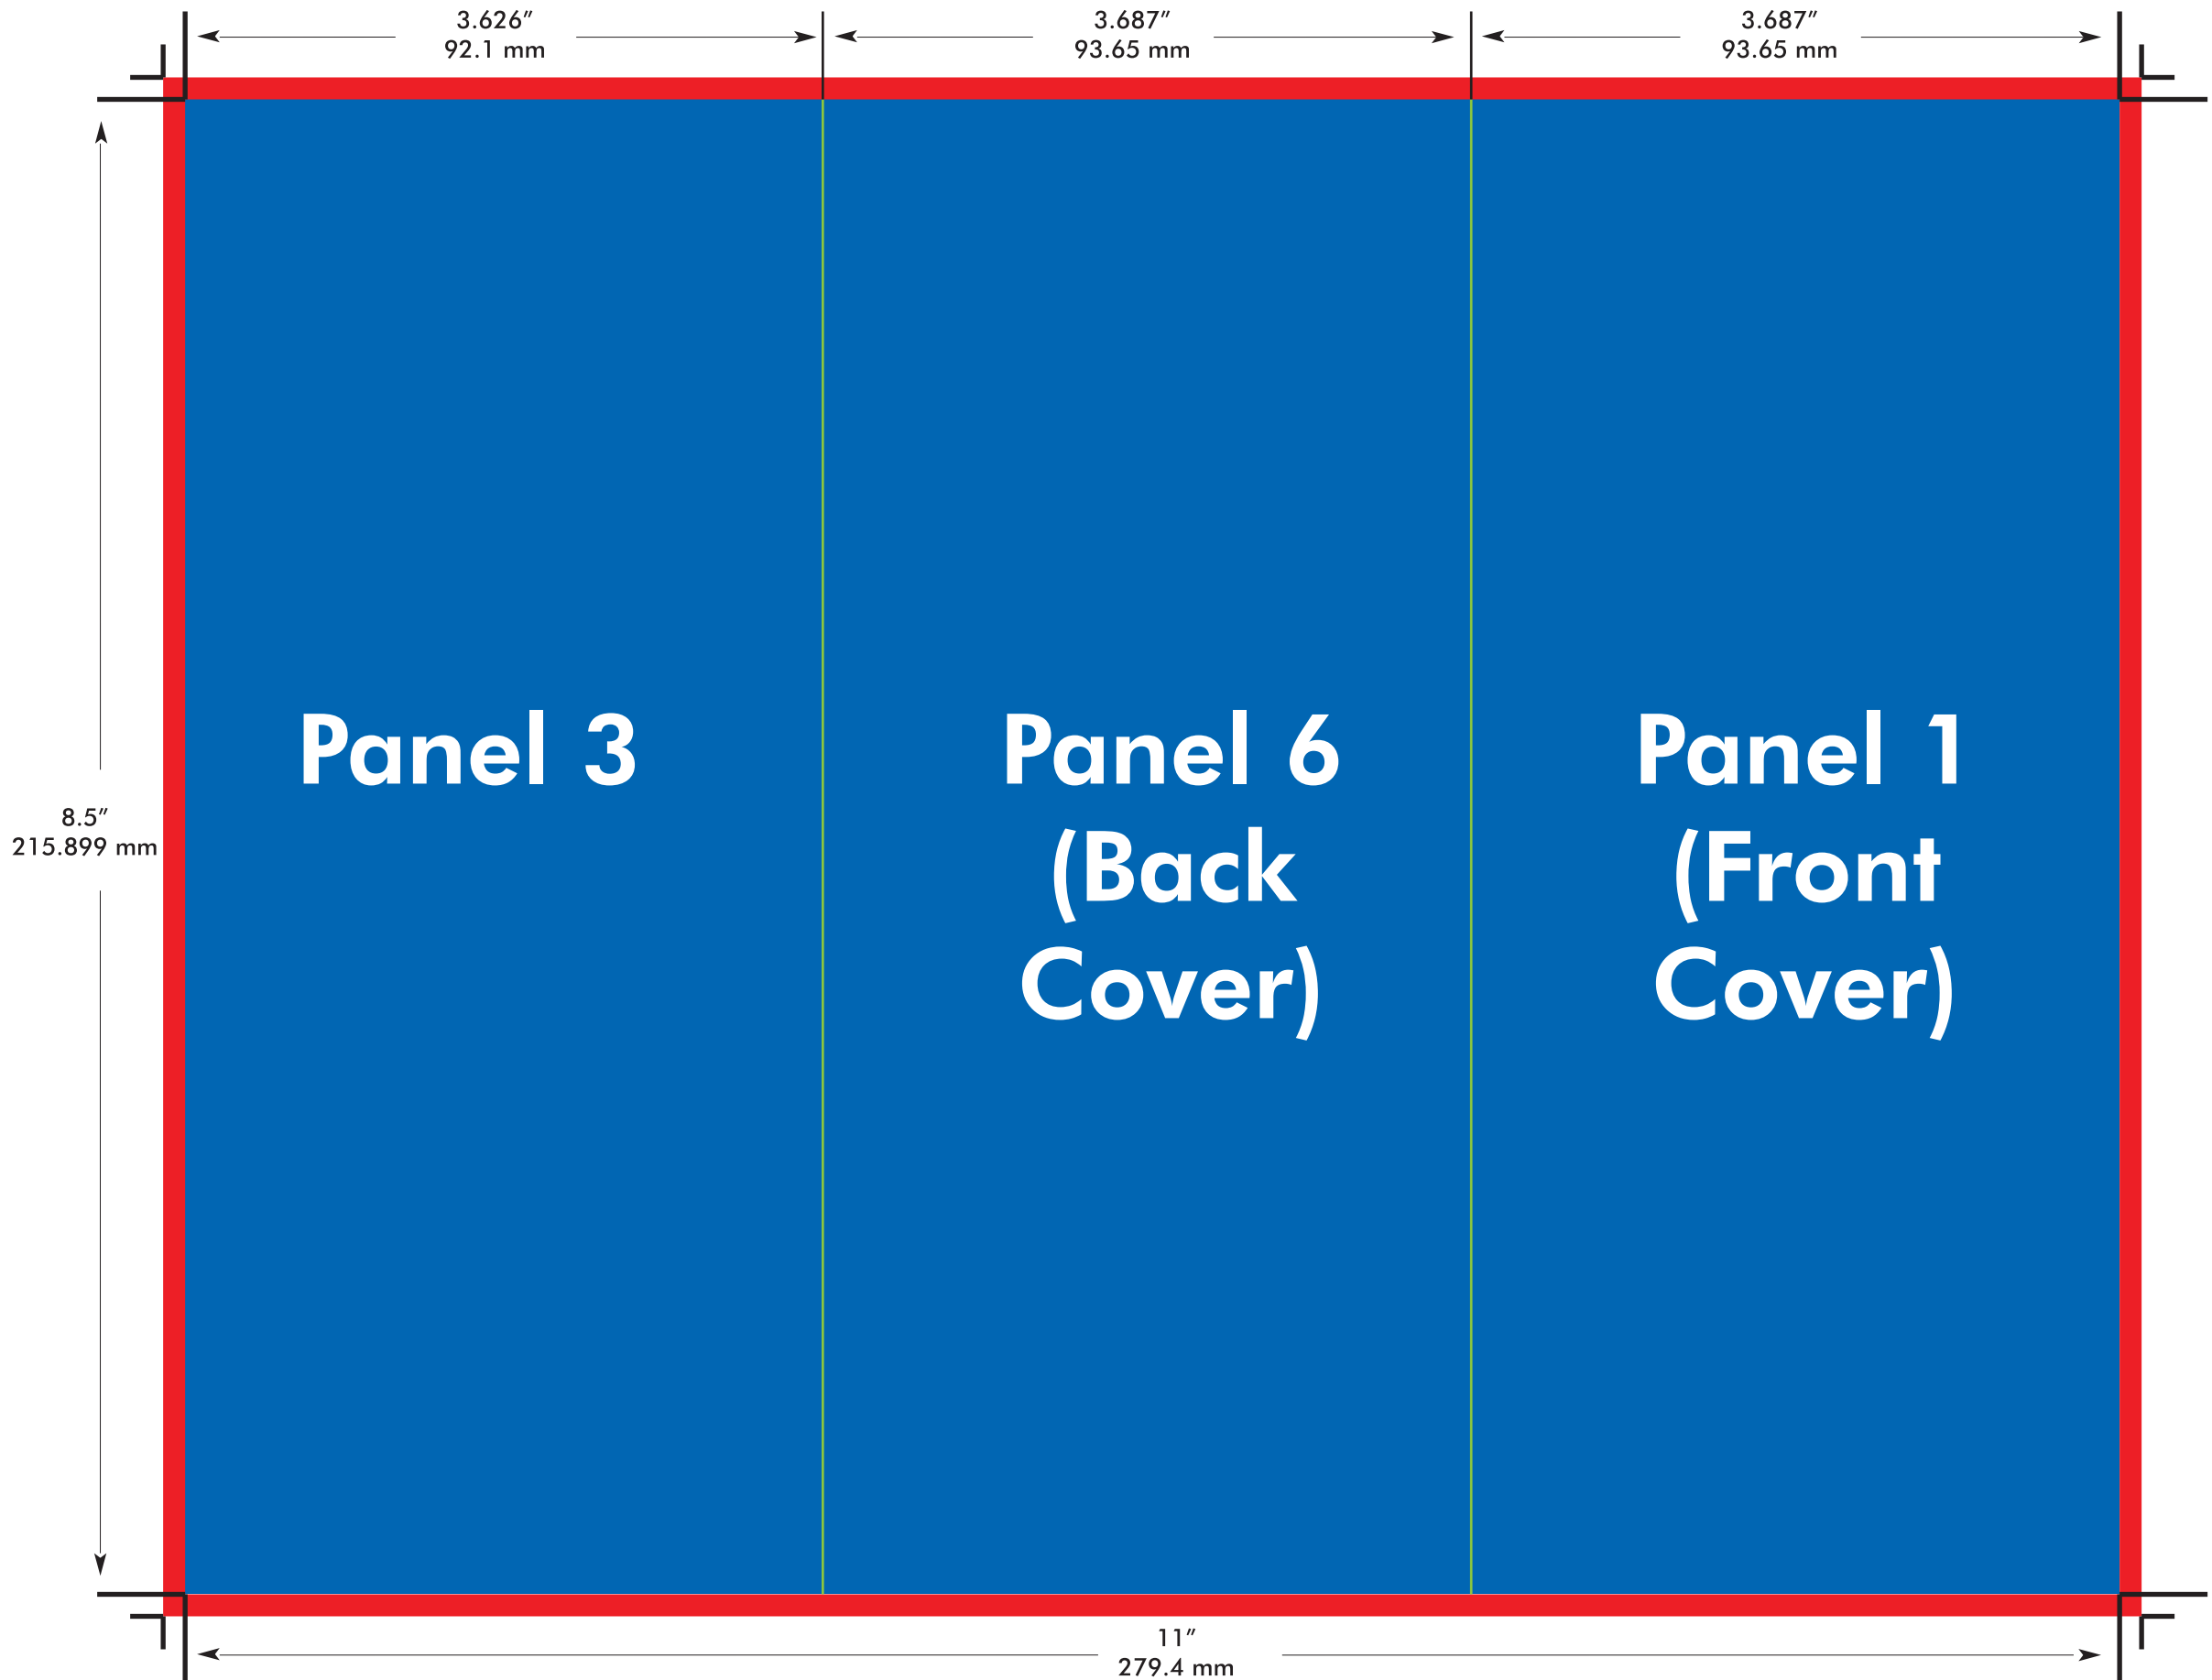 3.626″
92.1 mm
3.687″
93.65 mm
3.687″
93.65 mm
8.5″
215.899 mm
Panel 3
Panel 6
(Back
Cover)
Panel 1
(Front
Cover)
11″
279.4 mm